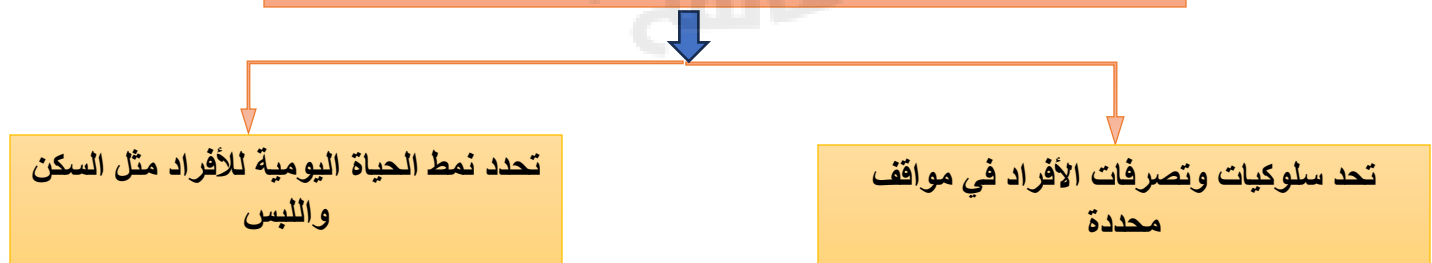 تحد سلوكيات وتصرفات الأفراد في مواقف
محددة
تحدد نمط الحياة اليومية للأفراد مثل السكن
واللبس